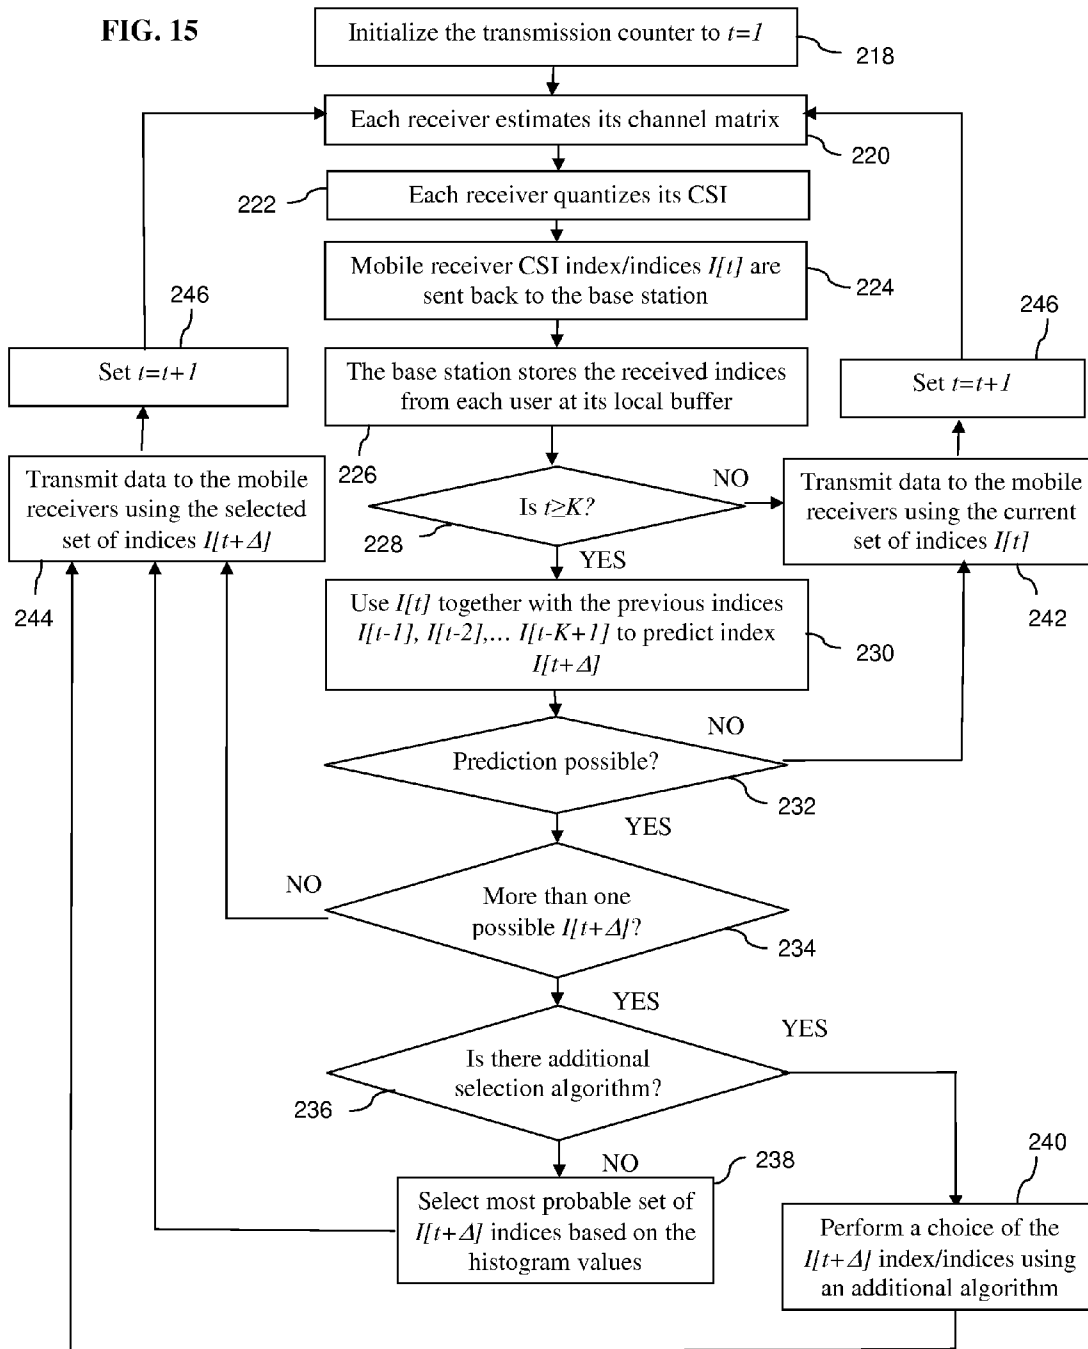 FIG. 15
Initialize the transmission counter to t=1
218
Each receiver estimates its channel matrix
220
222
Each receiver quantizes its CSI
Mobile receiver CSI index/indices I[t] are
sent back to the base station
224
246
Set t=t+1
The base station stores the received indices
from each user at its local buffer
226
246
Set t=t+1
Transmit data to the mobile
receivers using the selected
set of indices I[t+Δ]
244
Is t≥K?
228
NO
YES
Transmit data to the mobile
receivers using the current
set of indices I[t]
242
Use I[t] together with the previous indices
I[t-1], I[t-2],... I[t-K+1] to predict index
I[t+Δ]
230
NO
Prediction possible?
232
YES
NO
More than one
possible I[t+Δ]?
234
YES
YES
Is there additional
selection algorithm?
236
NO
238
Select most probable set of
I[t+Δ] indices based on the
histogram values
240
Perform a choice of the
I[t+Δ] index/indices using
an additional algorithm